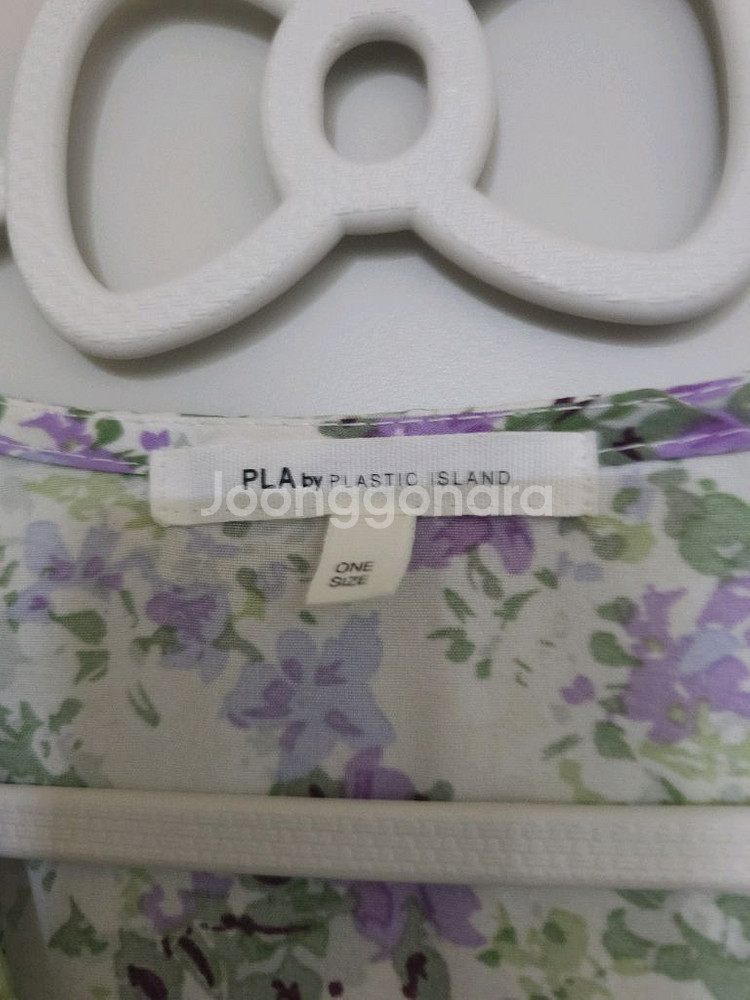 PLA by PLASTIC ISLAND
Joonggonara
ONE
SIZE